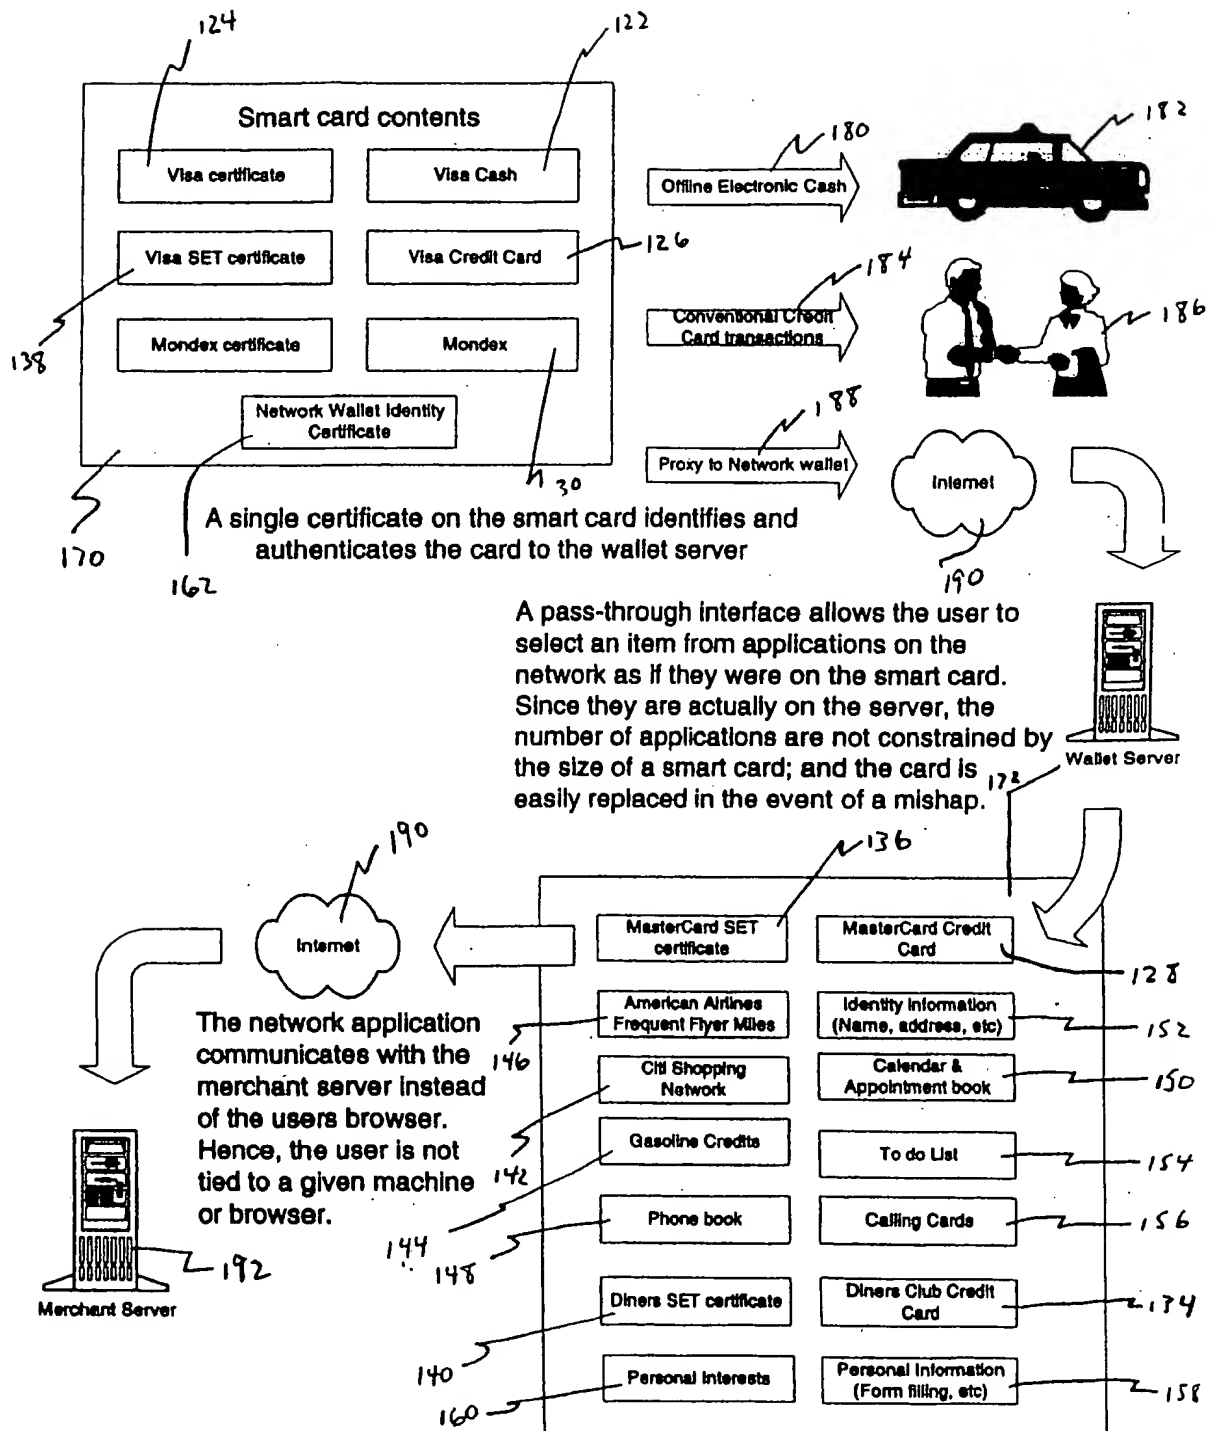 124
122
Smart card contents
Visa certificate
Visa Cash
Visa SET certificate
Visa Credit Card
126
Mondex certificate
Mondex
138
Network Wallet Identity
Certificate
30
170
162
180
Offline Electronic Cash
182
184
Conventional Credit
Card transactions
186
188
Proxy to Network wallet
Internet
190
A single certificate on the smart card identifies and
authenticates the card to the wallet server
A pass-through interface allows the user to
select an item from applications on the
network as if they were on the smart card.
Since they are actually on the server, the
number of applications are not constrained by
the size of a smart card; and the card is
easily replaced in the event of a mishap.
Wallet Server
172
190
Internet
136
MasterCard SET
certificate
MasterCard Credit
Card
128
American Airlines
Frequent Flyer Miles
146
Identity Information
(Name, address, etc)
152
Citi Shopping
Network
142
Calendar &
Appointment book
150
Gasoline Credits
144
To do List
154
Phone book
148
Calling Cards
156
Diners SET certificate
140
Diners Club Credit
Card
134
Personal Interests
160
Personal Information
(Form filling, etc)
158
The network application
communicates with the
merchant server instead
of the users browser.
Hence, the user is not
tied to a given machine
or browser.
192
Merchant Server